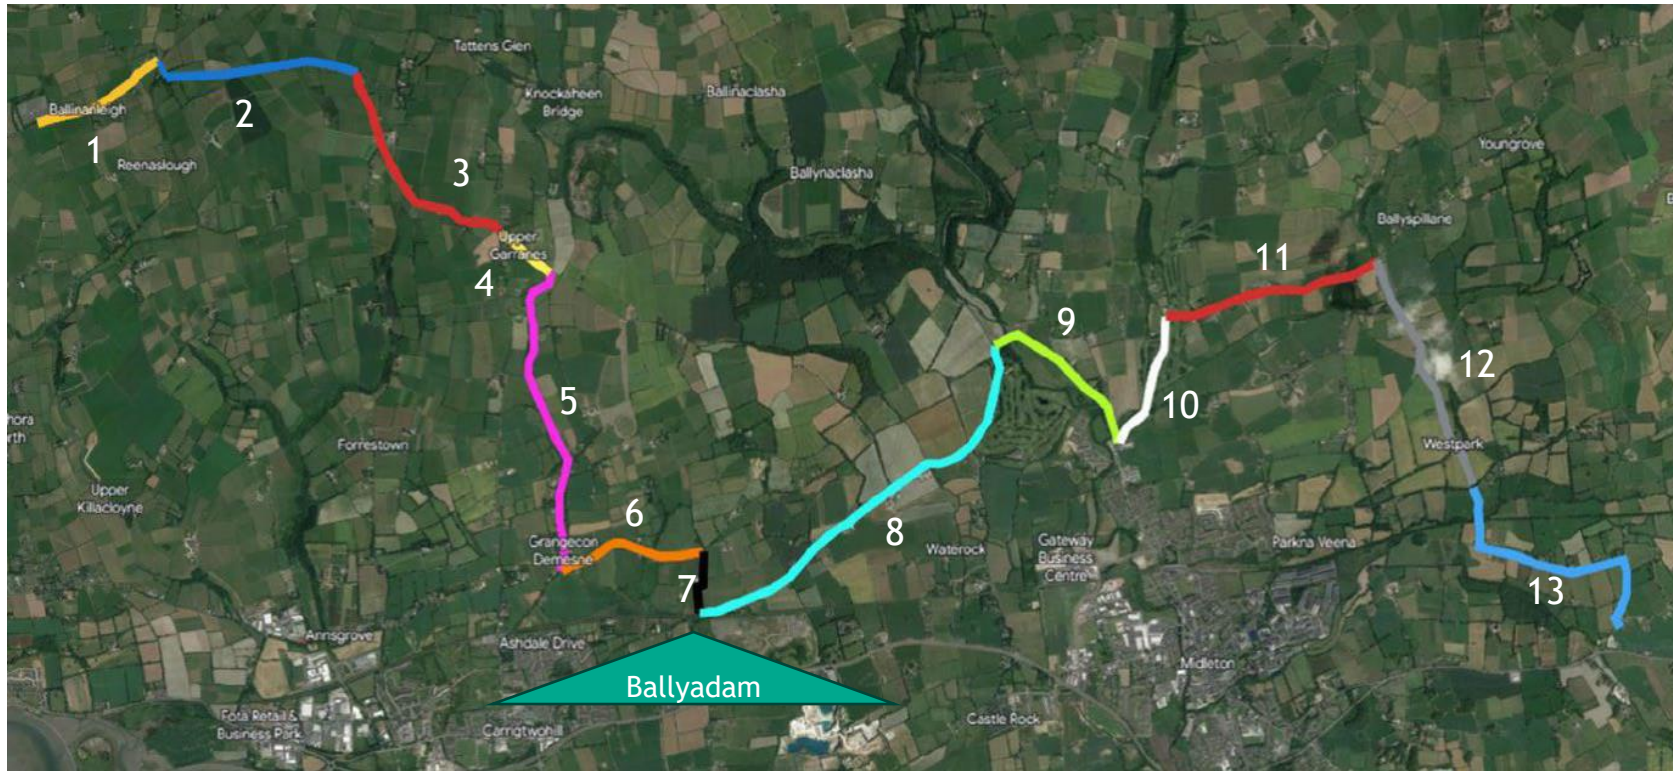 Tattens Glen
Knockaheen
Bridge
Ballinaclasha
Ballinanleigh
1
2
Reenaslough
3
Ballynaclasha
Youngrove
Ballyspillane
Upper
Garranes
4
11
9
12
5
10
Forrestown
Westpark
Upper
Killacloyne
6
8
Grangecon
Demesne
7
Waterock
Gateway
Business
Centre
Parkna Veena
13
Annsgrove
Ashdale Drive
Midleton
Ballyadam
Fota Retail &
Business Park
Carrigtwohill
Castle Rock